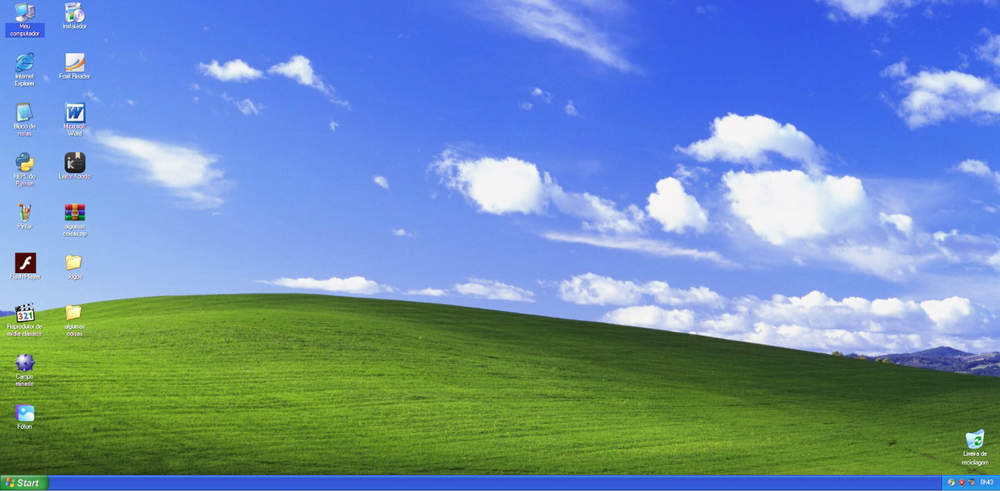 Meu
computador
Instalador
Internet
Explorer
Foxit Reader
Bloco de
notas
W
Microsoft
Word
REPL do
Python
k
Leitor Koodo
Pintar
algumas
coisas.zip
Flash Player
Jogos
321
Reprodutor de
mídia clássico
algumas
coisas
Campo
minado
Fóton
Lixeira de
reciclagem
Start
8h43